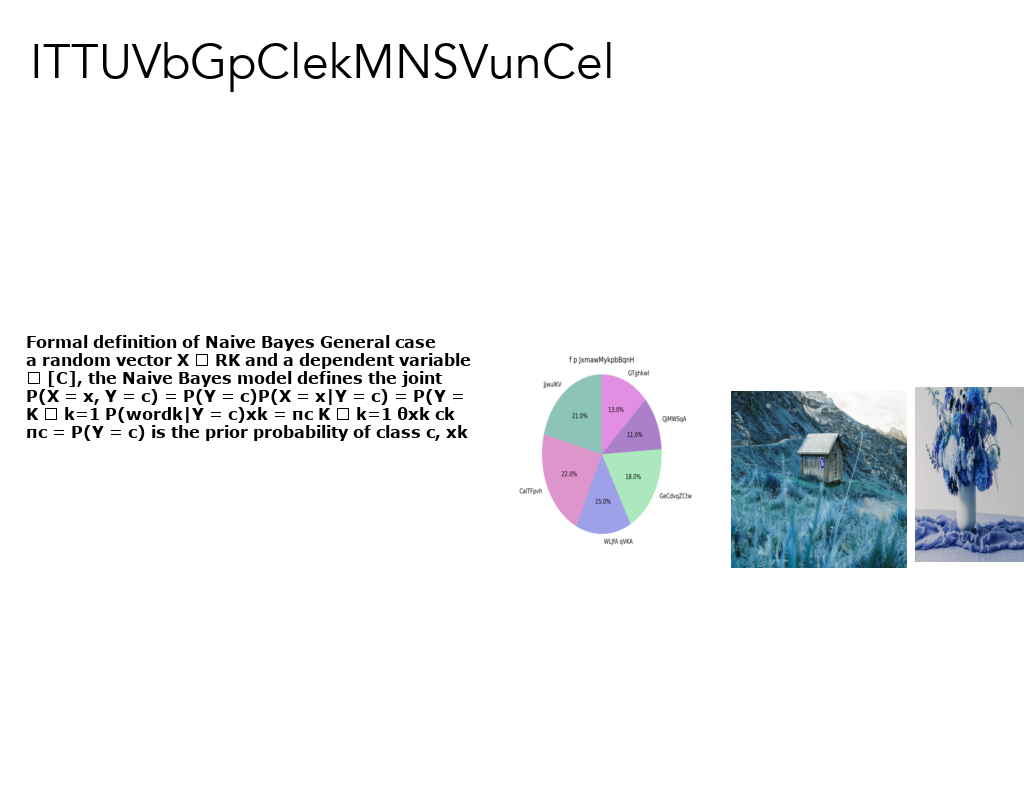 ITTUVbGpClekMNSVunCel
Formal definition of Naive Bayes General case
a random vector X □ RK and a dependent variable
□ [C], the Naive Bayes model defines the joint
P(X = x, Y = c) = P(Y = c)P(X = x|Y = c) = P(Y =
K □ k=1 P(wordk|Y = c)xk = πc K □ k=1 θxk ck
πc = P(Y = c) is the prior probability of class c, xk
f p JxmawMykpbBqnH
GTghkwl
JjwulKV
13.0%
21.0%
OjMWSqA
11.0%
22.0%
18.0%
CalTFpvh
GeCdvqZCtw
15.0%
WLjfA qVKA